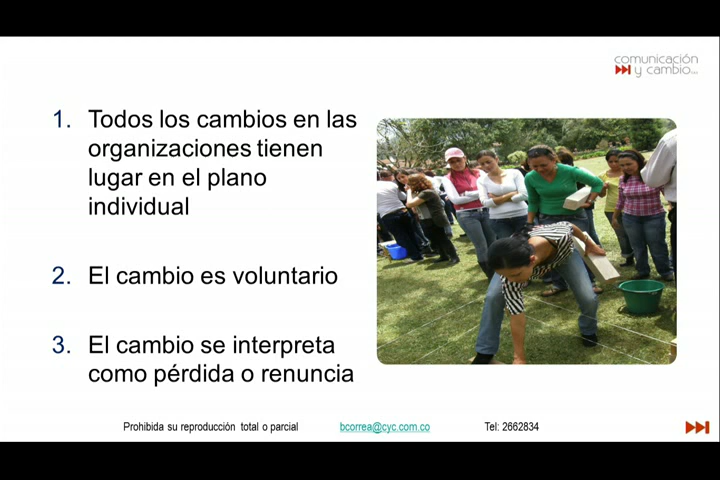 comunicación
y cambio
1. Todos los cambios en las
organizaciones tienen
lugar en el plano
individual
2. El cambio es voluntario
3. El cambio se interpreta
como pérdida o renuncia
Prohibida su reproducción total o parcial bcorrea@cyc.com.co Tel: 2662834